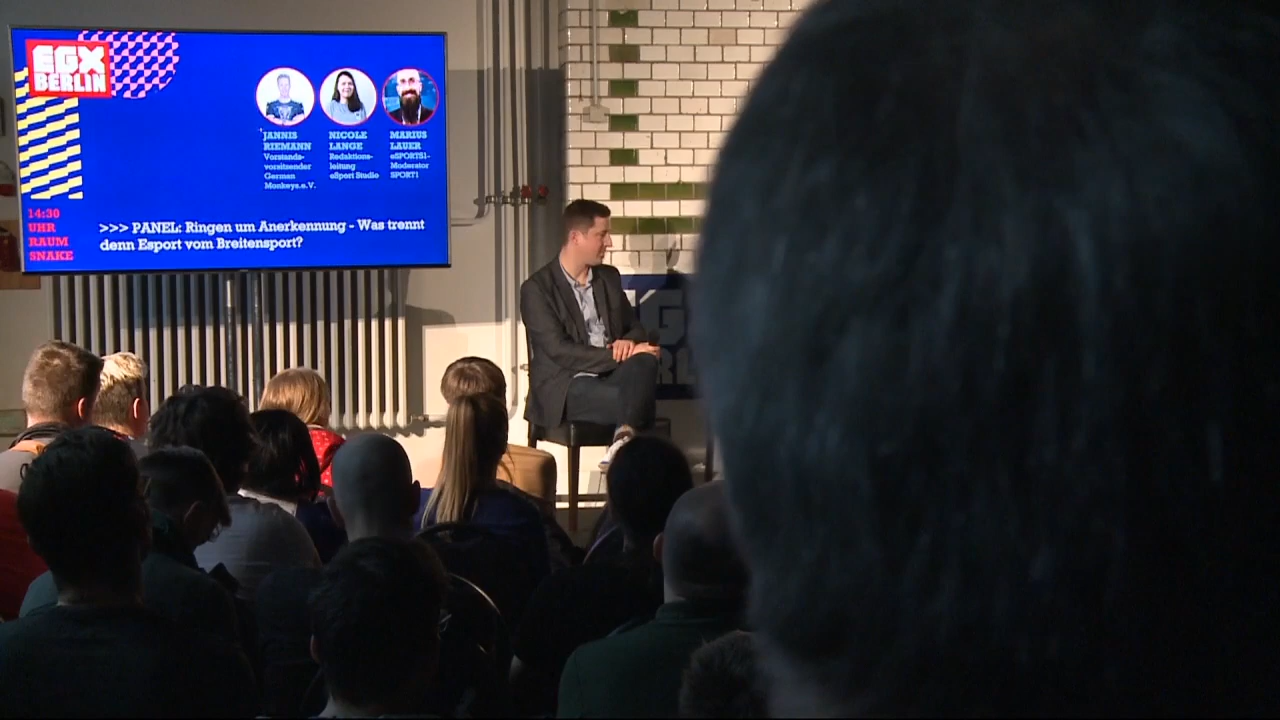 EGX
BERLIN
JANNIS
RIEMANN
Vorstands-
vorsitzender
German
Monkeys e.V.
NICOLE
LANGE
Redaktions-
leitung
eSport Studio
MARIUS
LAUER
eSPORTS1-
Moderator
SPORT1
14:30
UHR
RAUM
SNAKE
>>> PANEL: Ringen um Anerkennung - Was trennt
denn Esport vom Breitensport?